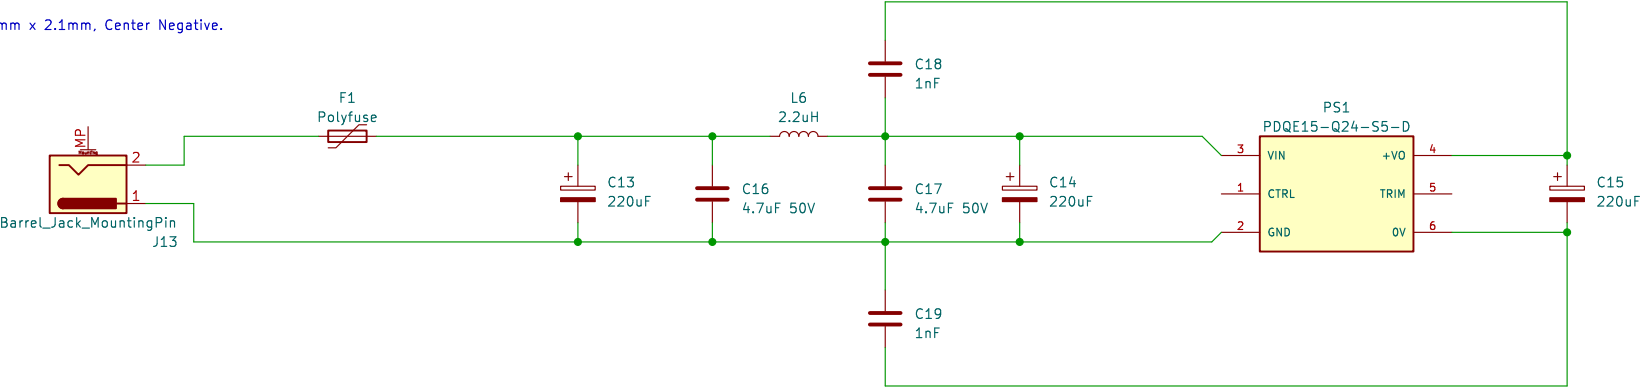 mm x 2.1mm, Center Negative.
MP
2
1
Barrel_Jack_MountingPin
J13
F1
Polyfuse
+
C13
220uF
C16
4.7uF 50V
L6
2.2uH
C18
1nF
C17
4.7uF 50V
+
C14
220uF
C19
1nF
PS1
PDQE15-Q24-S5-D
3 VIN +VO 4
1 CTRL TRIM 5
2 GND 0V 6
+
C15
220uF